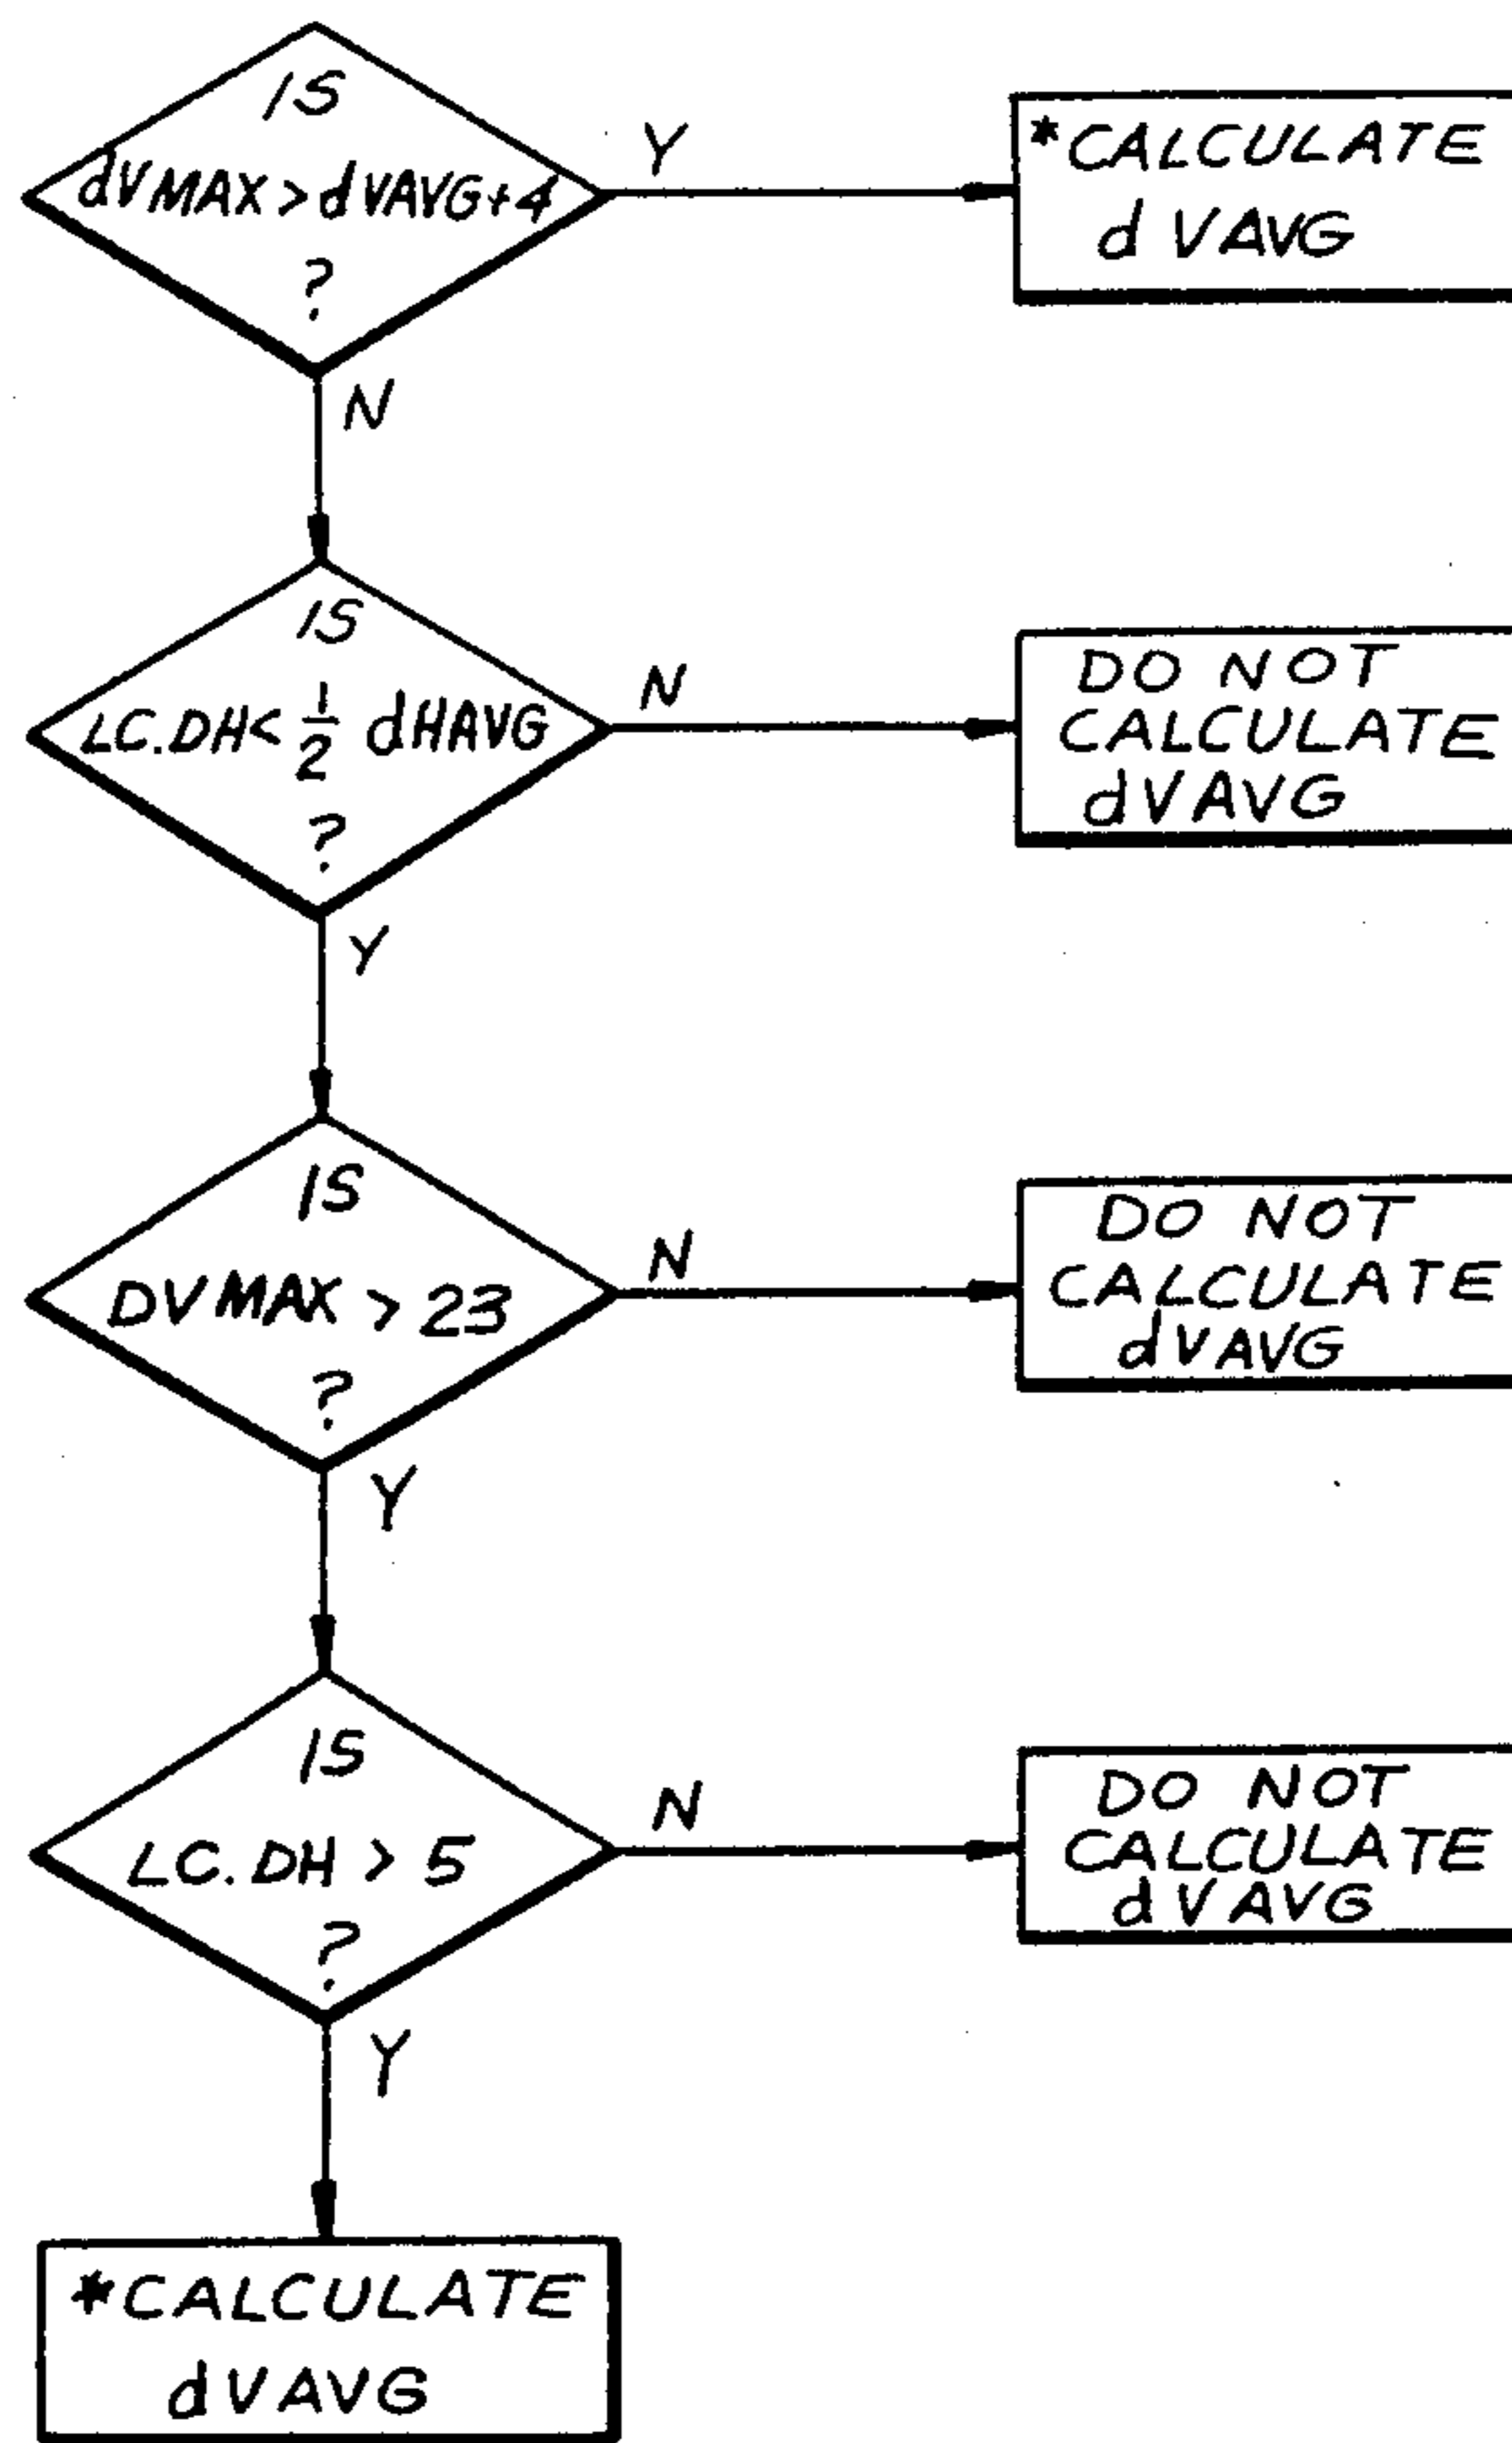 IS
dVMAX > dVAVG+4
?
Y
*CALCULATE
dVAVG
N
IS
LC.DH < 1/2 dHAVG
?
N
DO NOT
CALCULATE
dVAVG
Y
IS
DVMAX > 23
?
N
DO NOT
CALCULATE
dVAVG
Y
IS
LC.DH > 5
?
N
DO NOT
CALCULATE
dVAVG
Y
*CALCULATE
dVAVG